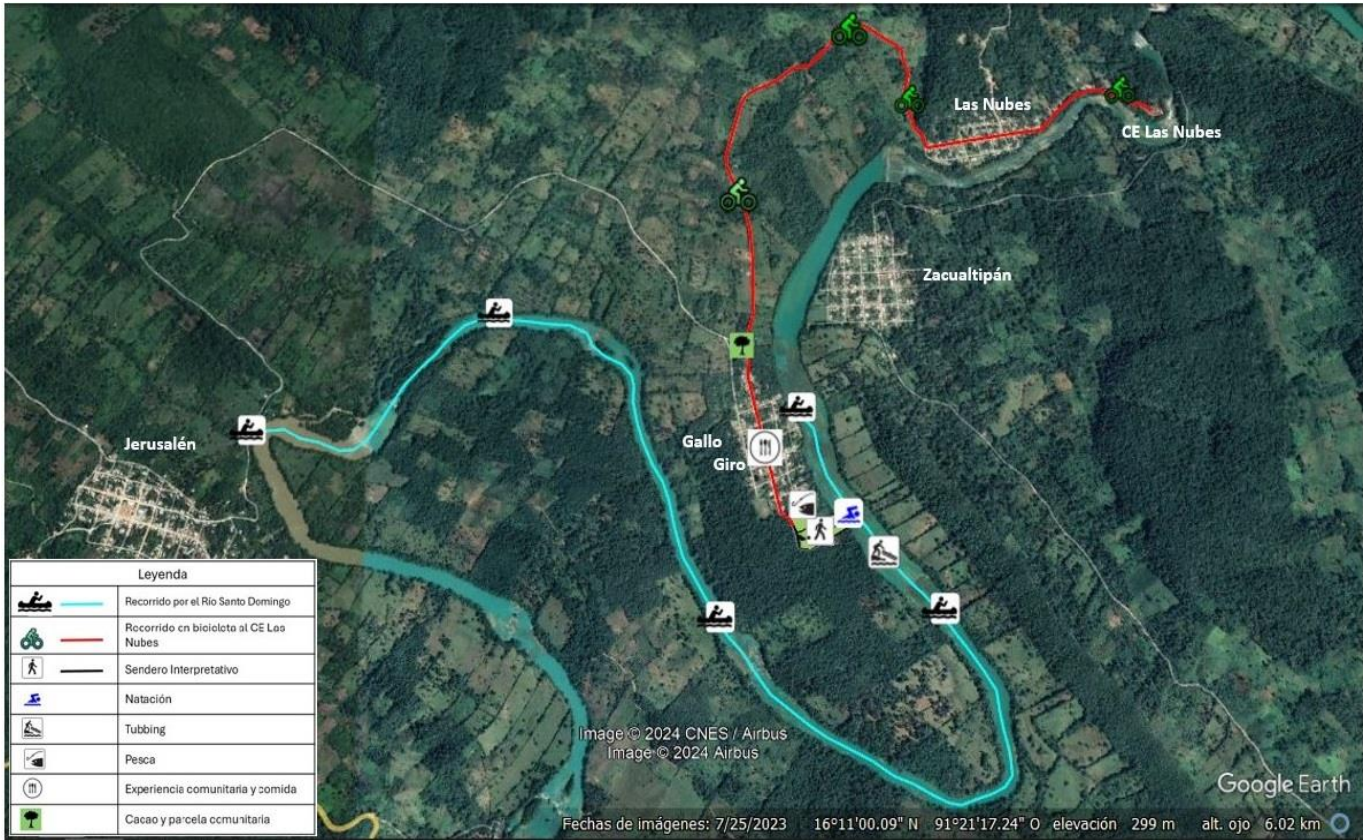 Las Nubes
CE Las Nubes
Zacualtipán
Jerusalén
Gallo
Giro
Leyenda
Recorrido por el Río Santo Domingo
Recorrido en bicicleta al CE Las
Nubes
Sendero Interpretativo
Natación
Tubbing
Pesca
Experiencia comunitaria y comida
Cacao y parcela comunitaria
Image © 2024 CNES / Airbus
Image © 2024 Airbus
Google Earth
Fechas de imágenes: 7/25/2023 16°11'00.09" N 91°21'17.24" O elevación 299 m alt. ojo 6.02 km